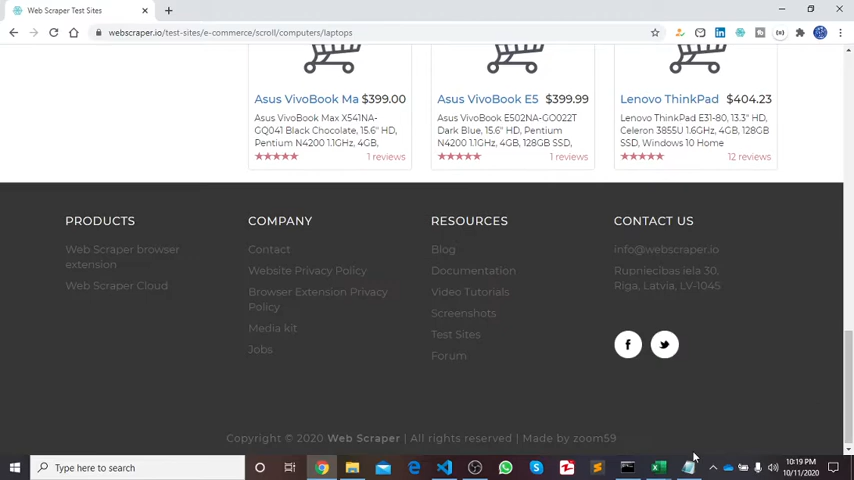 Web Scraper Test Sites
webscraper.io/test-sites/e-commerce/scroll/computers/laptops
Asus VivoBook Ma $399.00
Asus VivoBook Max X541NA-
GQ041 Black Chocolate, 15.6" HD,
Pentium N4200 1.1GHz, 4GB,
1 reviews
Asus VivoBook E5 $399.99
Asus VivoBook E502NA-GO022T
Dark Blue, 15.6" HD, Pentium
N4200 1.1GHz, 4GB, 128GB SSD,
1 reviews
Lenovo ThinkPad $404.23
Lenovo ThinkPad E31-80, 13.3" HD,
Celeron 3855U 1.6GHz, 4GB, 128GB
SSD, Windows 10 Home
12 reviews
PRODUCTS
Web Scraper browser
extension
Web Scraper Cloud
COMPANY
Contact
Website Privacy Policy
Browser Extension Privacy
Policy
Media kit
Jobs
RESOURCES
Blog
Documentation
Video Tutorials
Screenshots
Test Sites
Forum
CONTACT US
info@webscraper.io
Rupniecibas iela 30,
Riga, Latvia, LV-1045
Copyright © 2020 Web Scraper | All rights reserved | Made by zoom59
Type here to search
10:19 PM
10/11/2020